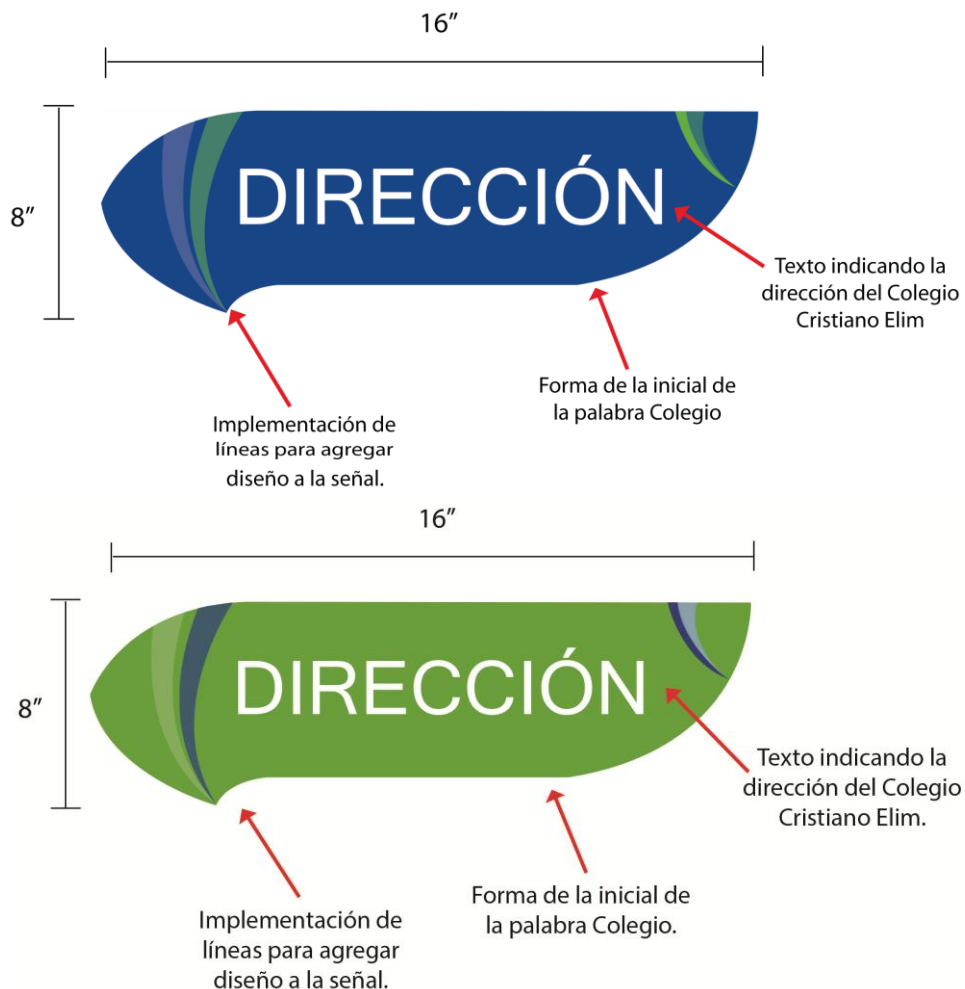 16”
8”
DIRECCIÓN
Texto indicando la
dirección del Colegio
Cristiano Elim
Forma de la inicial de
la palabra Colegio
Implementación de
líneas para agregar
diseño a la señal.
16”
8”
DIRECCIÓN
Texto indicando la
dirección del Colegio
Cristiano Elim.
Forma de la inicial de
la palabra Colegio.
Implementación de
líneas para agregar
diseño a la señal.